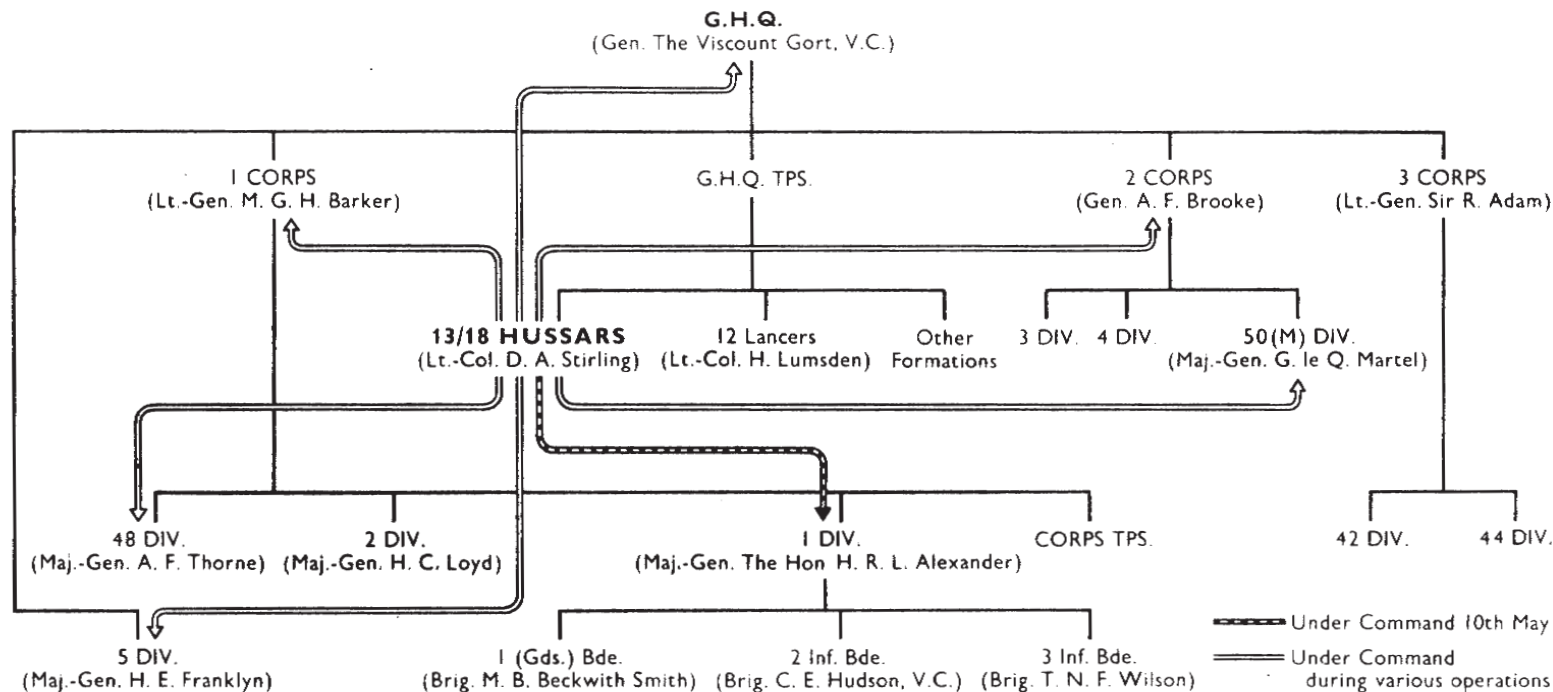 G.H.Q.
(Gen. The Viscount Gort, V.C.)
1 CORPS
(Lt.-Gen. M. G. H. Barker)
G.H.Q. TPS.
2 CORPS
(Gen. A. F. Brooke)
3 CORPS
(Lt.-Gen. Sir R. Adam)
13/18 HUSSARS
(Lt.-Col. D. A. Stirling)
12 Lancers
(Lt.-Col. H. Lumsden)
Other
Formations
3 DIV.
4 DIV.
50(M) DIV.
(Maj.-Gen. G. le Q. Martel)
48 DIV.
(Maj.-Gen. A. F. Thorne)
2 DIV.
(Maj.-Gen. H. C. Loyd)
1 DIV.
(Maj.-Gen. The Hon H. R. L. Alexander)
CORPS TPS.
42 DIV.
44 DIV.
5 DIV.
(Maj.-Gen. H. E. Franklyn)
1 (Gds.) Bde.
(Brig. M. B. Beckwith Smith)
2 Inf. Bde.
(Brig. C. E. Hudson, V.C.)
3 Inf. Bde.
(Brig. T. N. F. Wilson)
Under Command 10th May
Under Command
during various operations